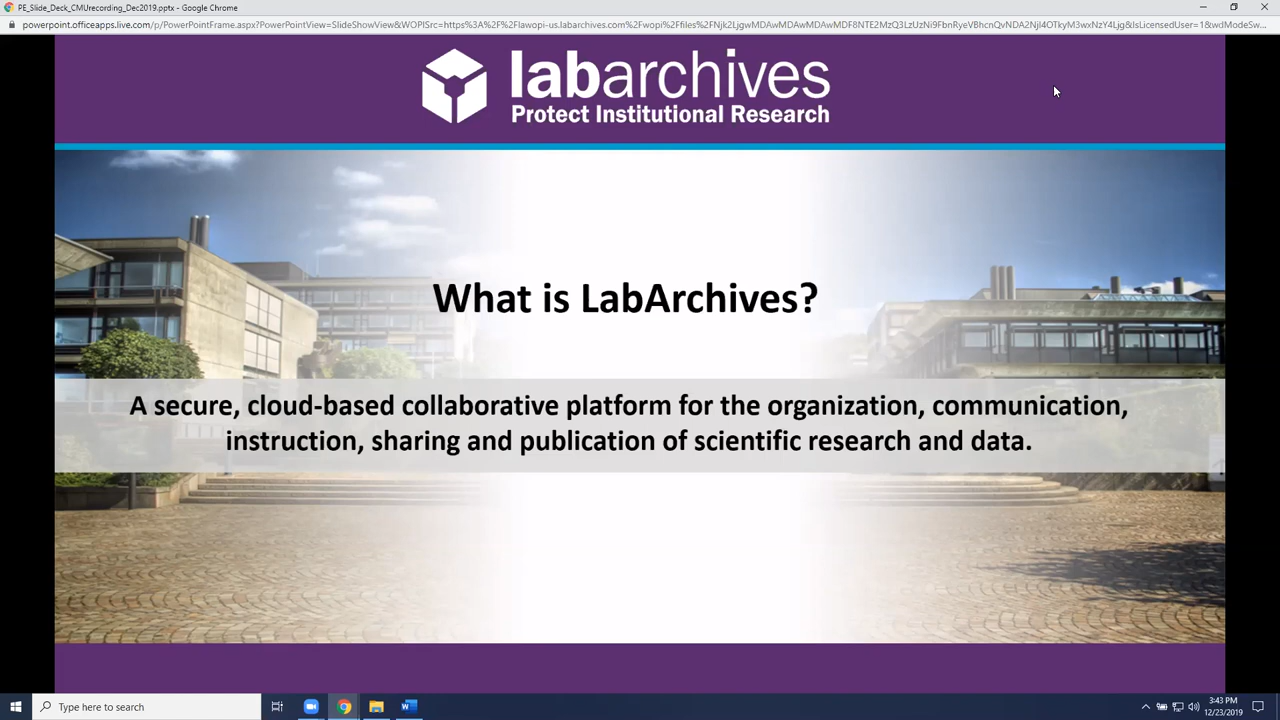 PE_Slide_Deck_CMUrecording_Dec2019.pptx - Google Chrome
labarchives
Protect Institutional Research
What is LabArchives?
A secure, cloud-based collaborative platform for the organization, communication,
instruction, sharing and publication of scientific research and data.
Type here to search
3:43 PM
12/23/2019